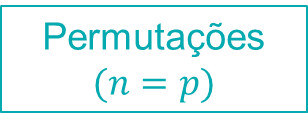 Permutações
(n = p)